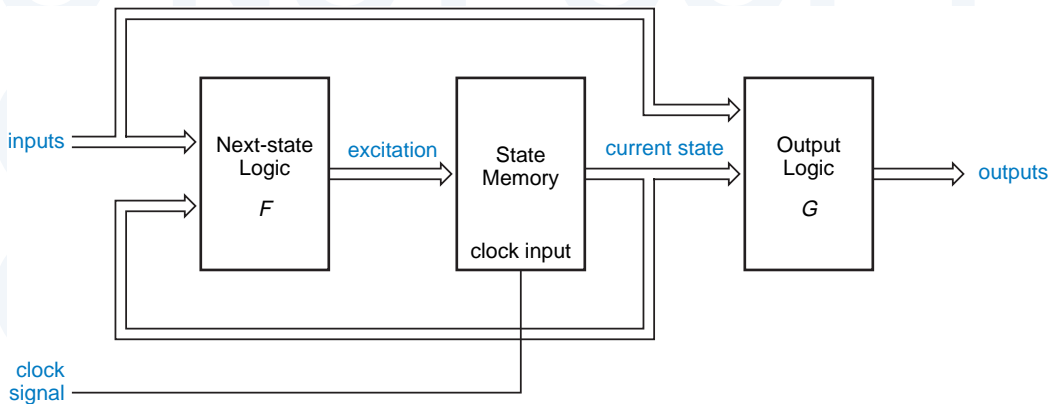 inputs
Next-state
Logic
F
excitation
State
Memory
clock input
current state
Output
Logic
G
outputs
clock
signal